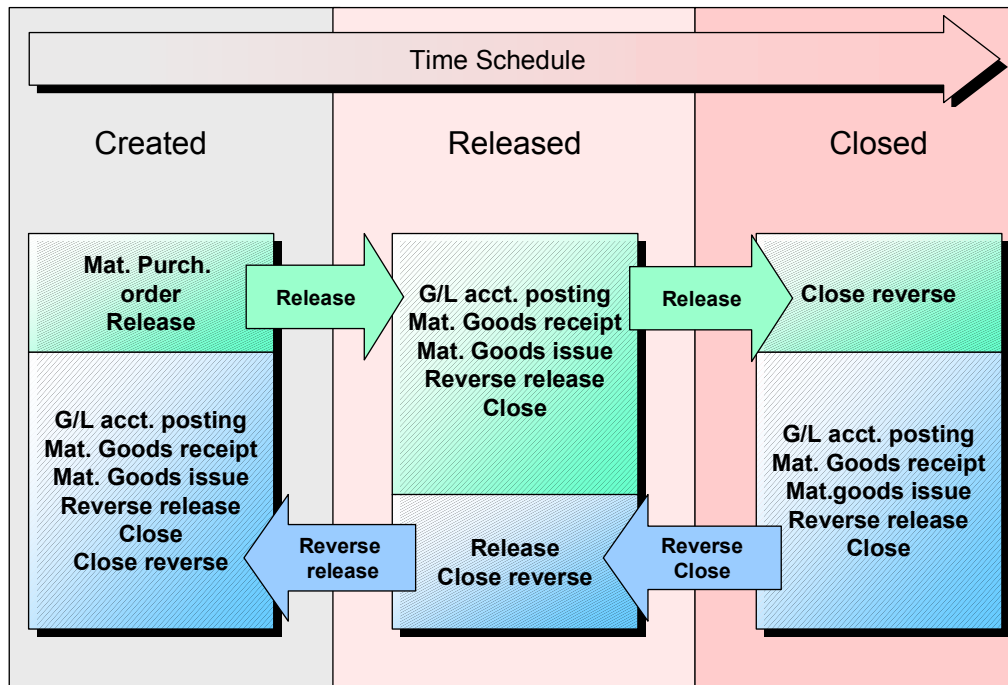 Time Schedule
Created
Released
Closed
Mat. Purch.
order
Release
Release
G/L acct. posting
Mat. Goods receipt
Mat. Goods issue
Reverse release
Close
Release
Close reverse
G/L acct. posting
Mat. Goods receipt
Mat. Goods issue
Reverse release
Close
Close reverse
Reverse
release
Release
Close reverse
Reverse
Close
G/L acct. posting
Mat. Goods receipt
Mat.goods issue
Reverse release
Close